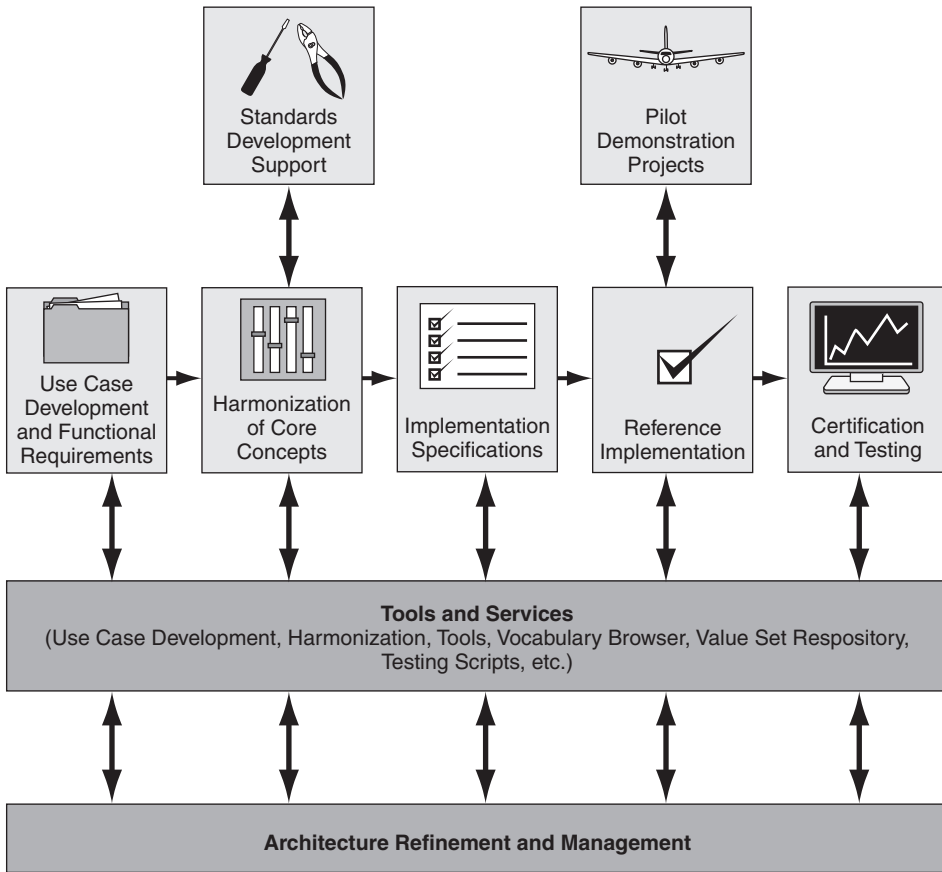 Standards
Development
Support
Pilot
Demonstration
Projects
Use Case
Development
and Functional
Requirements
Harmonization
of Core
Concepts
Implementation
Specifications
Reference
Implementation
Certification
and Testing
Tools and Services
(Use Case Development, Harmonization, Tools, Vocabulary Browser, Value Set Respository,
Testing Scripts, etc.)
Architecture Refinement and Management